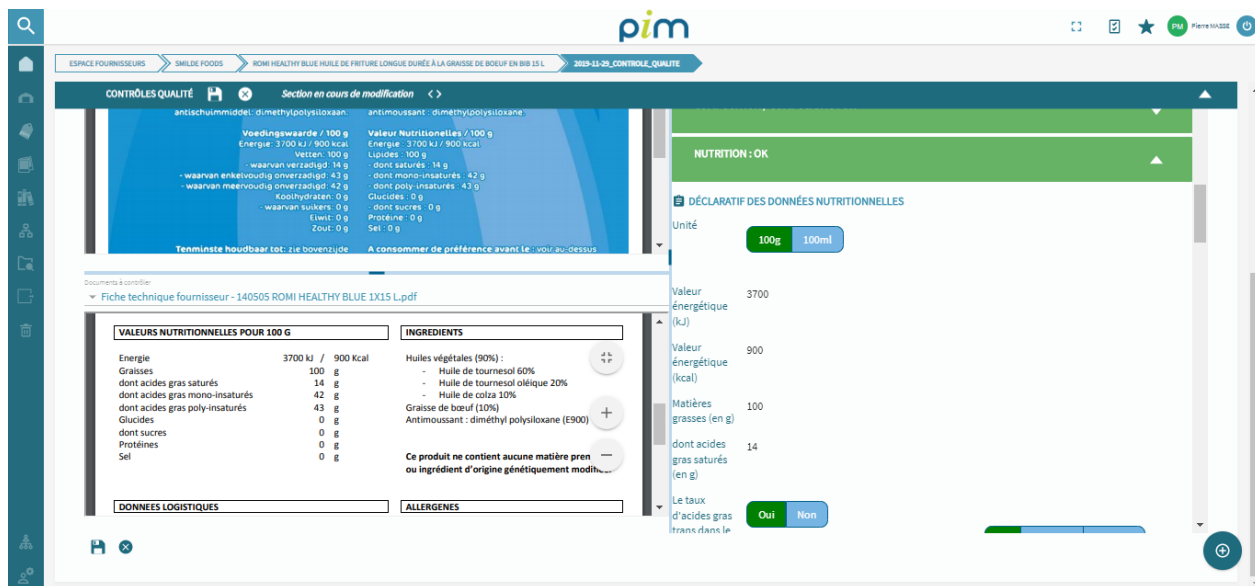 pim
PM
Pierre MASSE
ESPACE FOURNISSEURS
SMILDE FOODS
ROMI HEALTHY BLUE HUILE DE FRITURE LONGUE DURÉE À LA GRAISSE DE BOEUF EN BIB 15 L
2019-11-29_CONTROLE_QUALITE
CONTRÔLES QUALITÉ
Section en cours de modification
antischuimmiddel: dimethylpolysiloxaan.
antimoussant : diméthylpolysiloxane.
Voedingswaarde / 100 g
Energie: 3700 kJ / 900 kcal
Vetten: 100 g
- waarvan verzadigd: 14 g
- waarvan enkelvoudig onverzadigd: 43 g
- waarvan meervoudig onverzadigd: 42 g
Koolhydraten: 0 g
- waarvan suikers: 0 g
Eiwit: 0 g
Zout: 0 g
Tenminste houdbaar tot: zie bovenzijde
Valeur Nutritionelles / 100 g
Energie : 3700 kJ / 900 kcal
Lipides : 100 g
- dont saturés : 14 g
- dont mono-insaturés : 42 g
- dont poly-insaturés : 43 g
Glucides : 0 g
- dont sucres : 0 g
Protéine : 0 g
Sel : 0 g
A consommer de préférence avant le : voir au-dessus
Documents à contrôler
Fiche technique fournisseur - 140505 ROMI HEALTHY BLUE 1X15 L.pdf
VALEURS NUTRITIONNELLES POUR 100 G
Energie 3700 kJ / 900 Kcal
Graisses 100 g
dont acides gras saturés 14 g
dont acides gras mono-insaturés 42 g
dont acides gras poly-insaturés 43 g
Glucides 0 g
dont sucres 0 g
Protéines 0 g
Sel 0 g
DONNEES LOGISTIQUES
INGREDIENTS
Huiles végétales (90%) :
- Huile de tournesol 60%
- Huile de tournesol oléique 20%
- Huile de colza 10%
Graisse de bœuf (10%)
Antimoussant : diméthyl polysiloxane (E900)
Ce produit ne contient aucune matière pren
ou ingrédient d'origine génétiquement modifi
ALLERGENES
NUTRITION : OK
DÉCLARATIF DES DONNÉES NUTRITIONNELLES
Unité
100g 100ml
Valeur
énergétique
(kJ)
3700
Valeur
énergétique
(kcal)
900
Matières
grasses (en g)
100
dont acides
gras saturés
(en g)
14
Le taux
d'acides gras
trans dans le
Oui Non